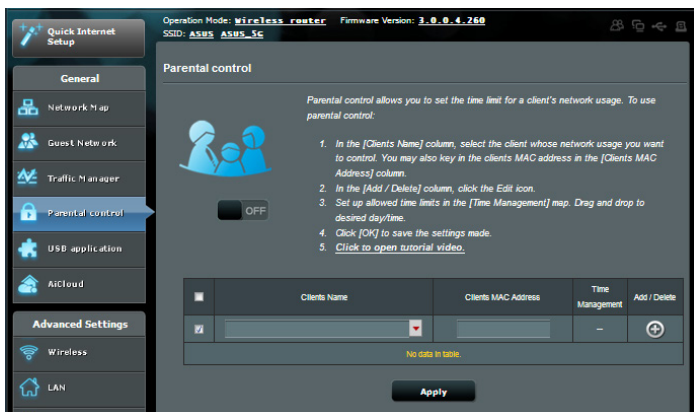 Quick Internet
Setup
Operation Mode: Wireless router Firmware Version: 3.0.0.4.260
SSID: ASUS ASUS_5G
General
Network Map
Guest Network
Traffic Manager
Parental control
USB application
AiCloud
Advanced Settings
Wireless
LAN
Parental control
Parental control allows you to set the time limit for a client's network usage. To use
parental control:
1. In the [Clients Name] column, select the client whose network usage you want
to control. You may also key in the clients MAC address in the [Clients MAC
Address] column.
2. In the [Add / Delete] column, click the Edit icon.
3. Set up allowed time limits in the [Time Management] map. Drag and drop to
desired day/time.
4. Click [OK] to save the settings made.
5. Click to open tutorial video.
OFF
Clients Name
Clients MAC Address
Time
Management
Add / Delete
–
No data in table.
Apply